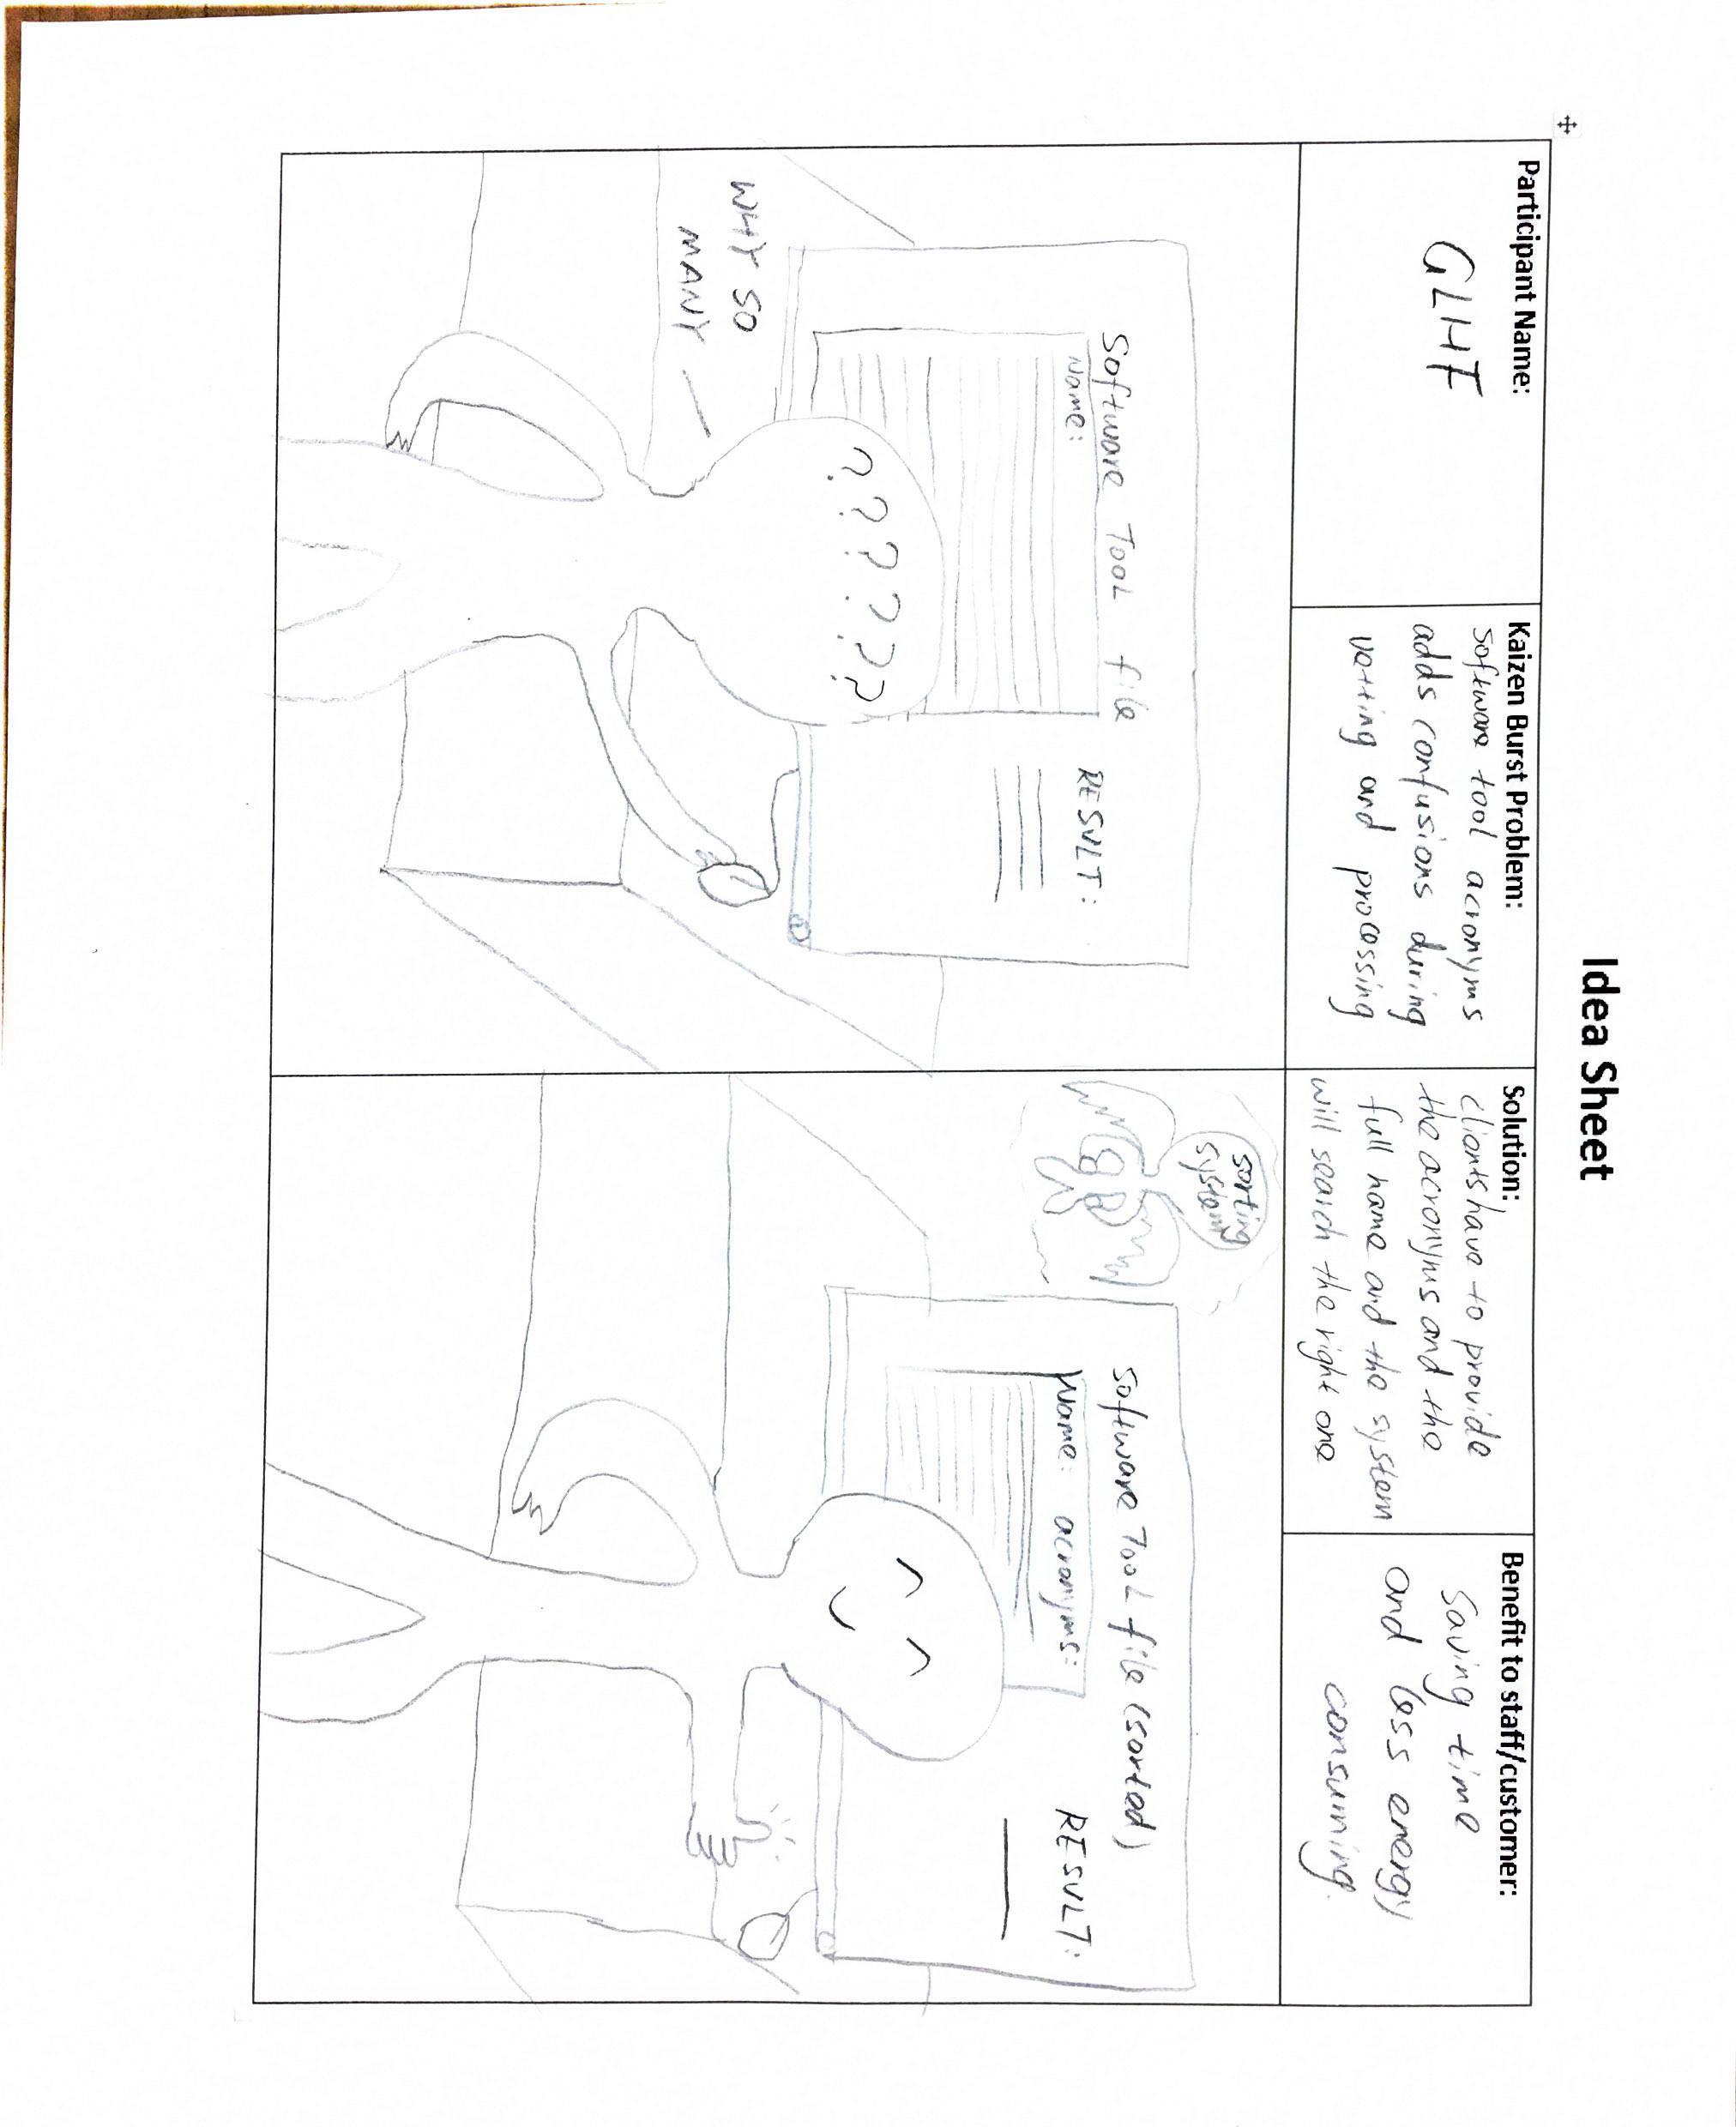 Idea Sheet
Participant Name:
GLHF
Kaizen Burst Problem:
software tool acronyms
adds confusions during
vetting and processing
Solution:
clients have to provide
the acronyms and the
full name and the system
will search the right one
Benefit to staff/customer:
Saving time
and less energy
consuming.
Software Tool file
Name:
RESULT:
? ? ? ? ? ?
WHY SO
MANY
sorting
system
Software Tool file (sorted)
Name: acronyms:
RESULT: